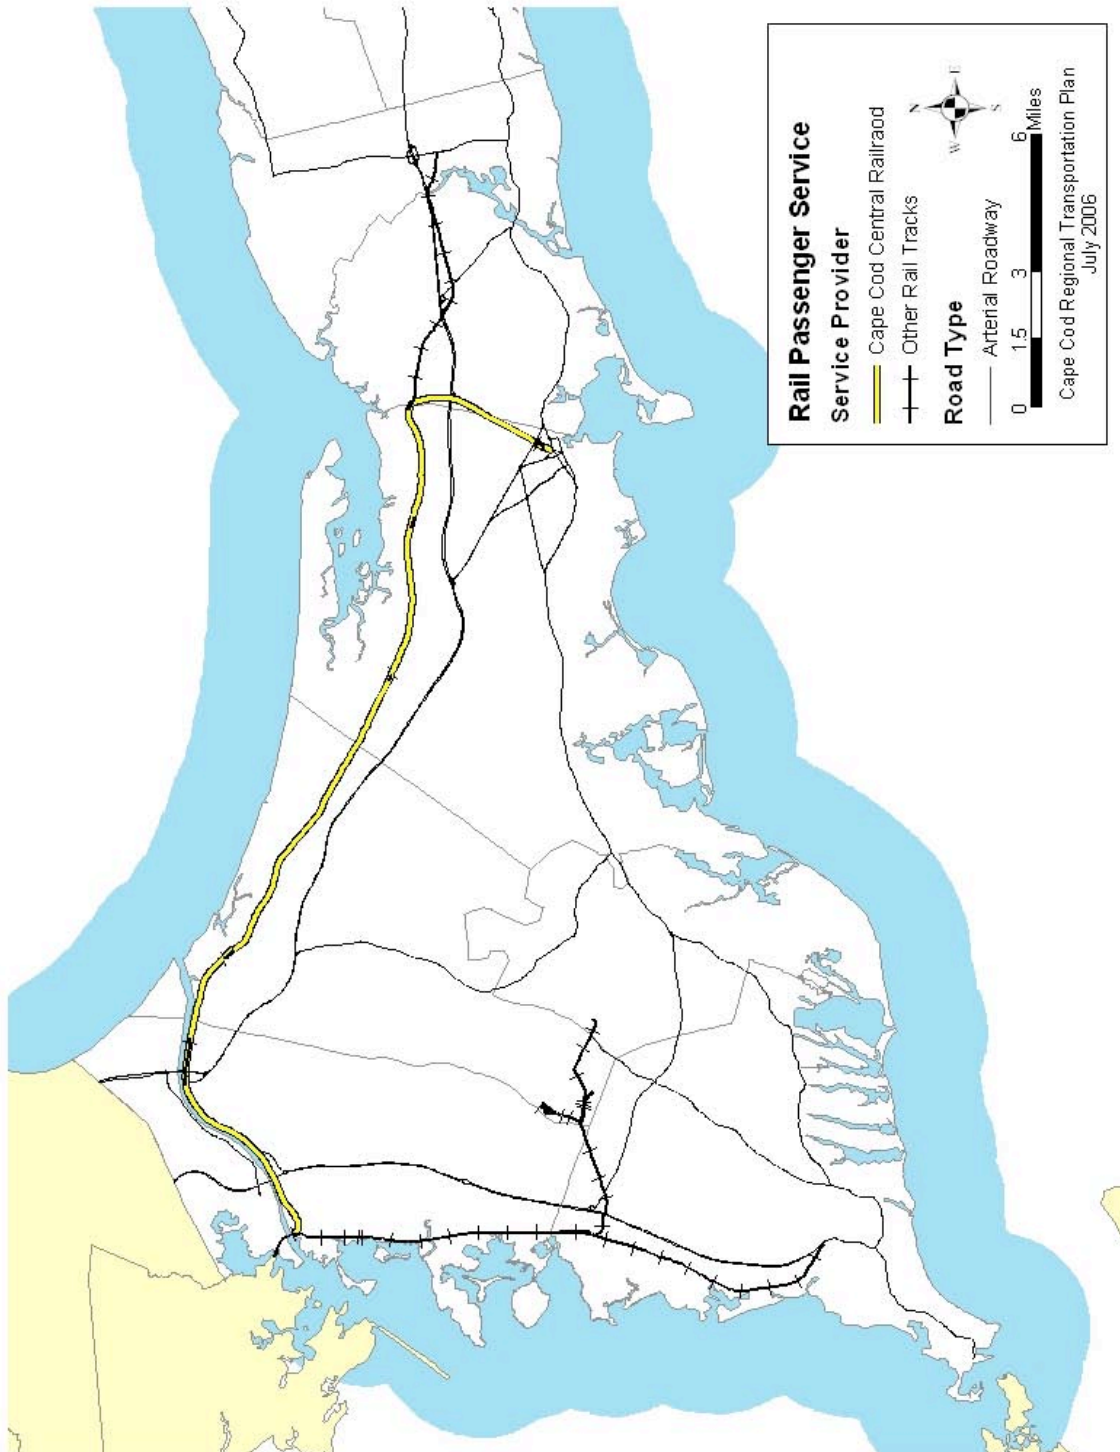 Rail Passenger Service
Service Provider
Cape Cod Central Railraod
Other Rail Tracks
Road Type
Arterial Roadway
N
W
E
S
0 1.5 3 6
Miles
Cape Cod Regional Transportation Plan
July 2006